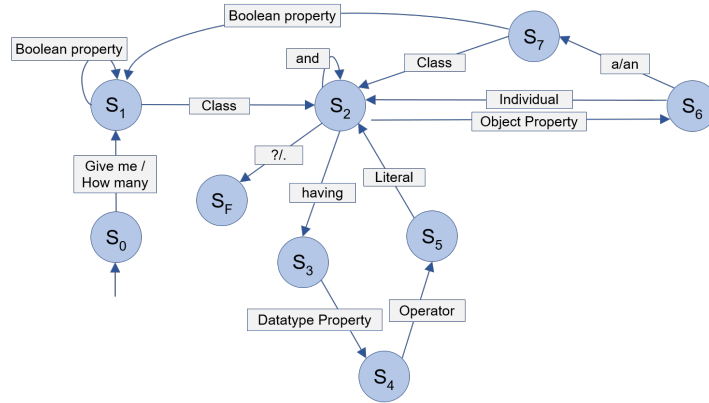 Boolean property
S7
Boolean property
and
Class
a/an
S1
Class
S2
Individual
S6
Object Property
Give me /
How many
?/.
having
Literal
SF
S0
S3
S5
Datatype Property
Operator
S4